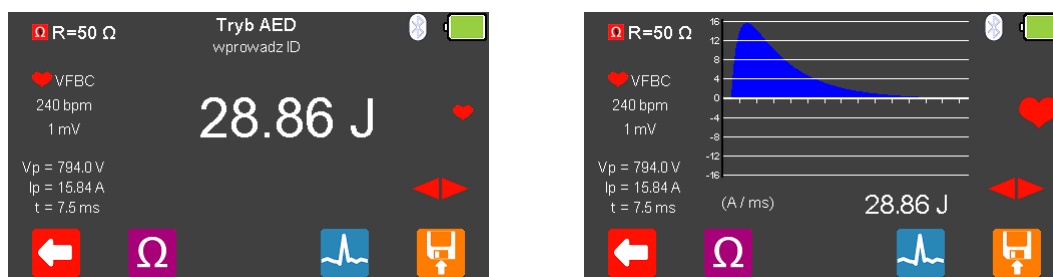 Ω R=50 Ω
Tryb AED
wprowadz ID
VFBC
240 bpm
1 mV
28.86 J
Vp = 794.0 V
Ip = 15.84 A
t = 7.5 ms
Ω
Ω R=50 Ω
VFBC
240 bpm
1 mV
Vp = 794.0 V
Ip = 15.84 A
t = 7.5 ms
16
12
8
4
0
-4
-8
-12
-16
(A / ms)
28.86 J
Ω